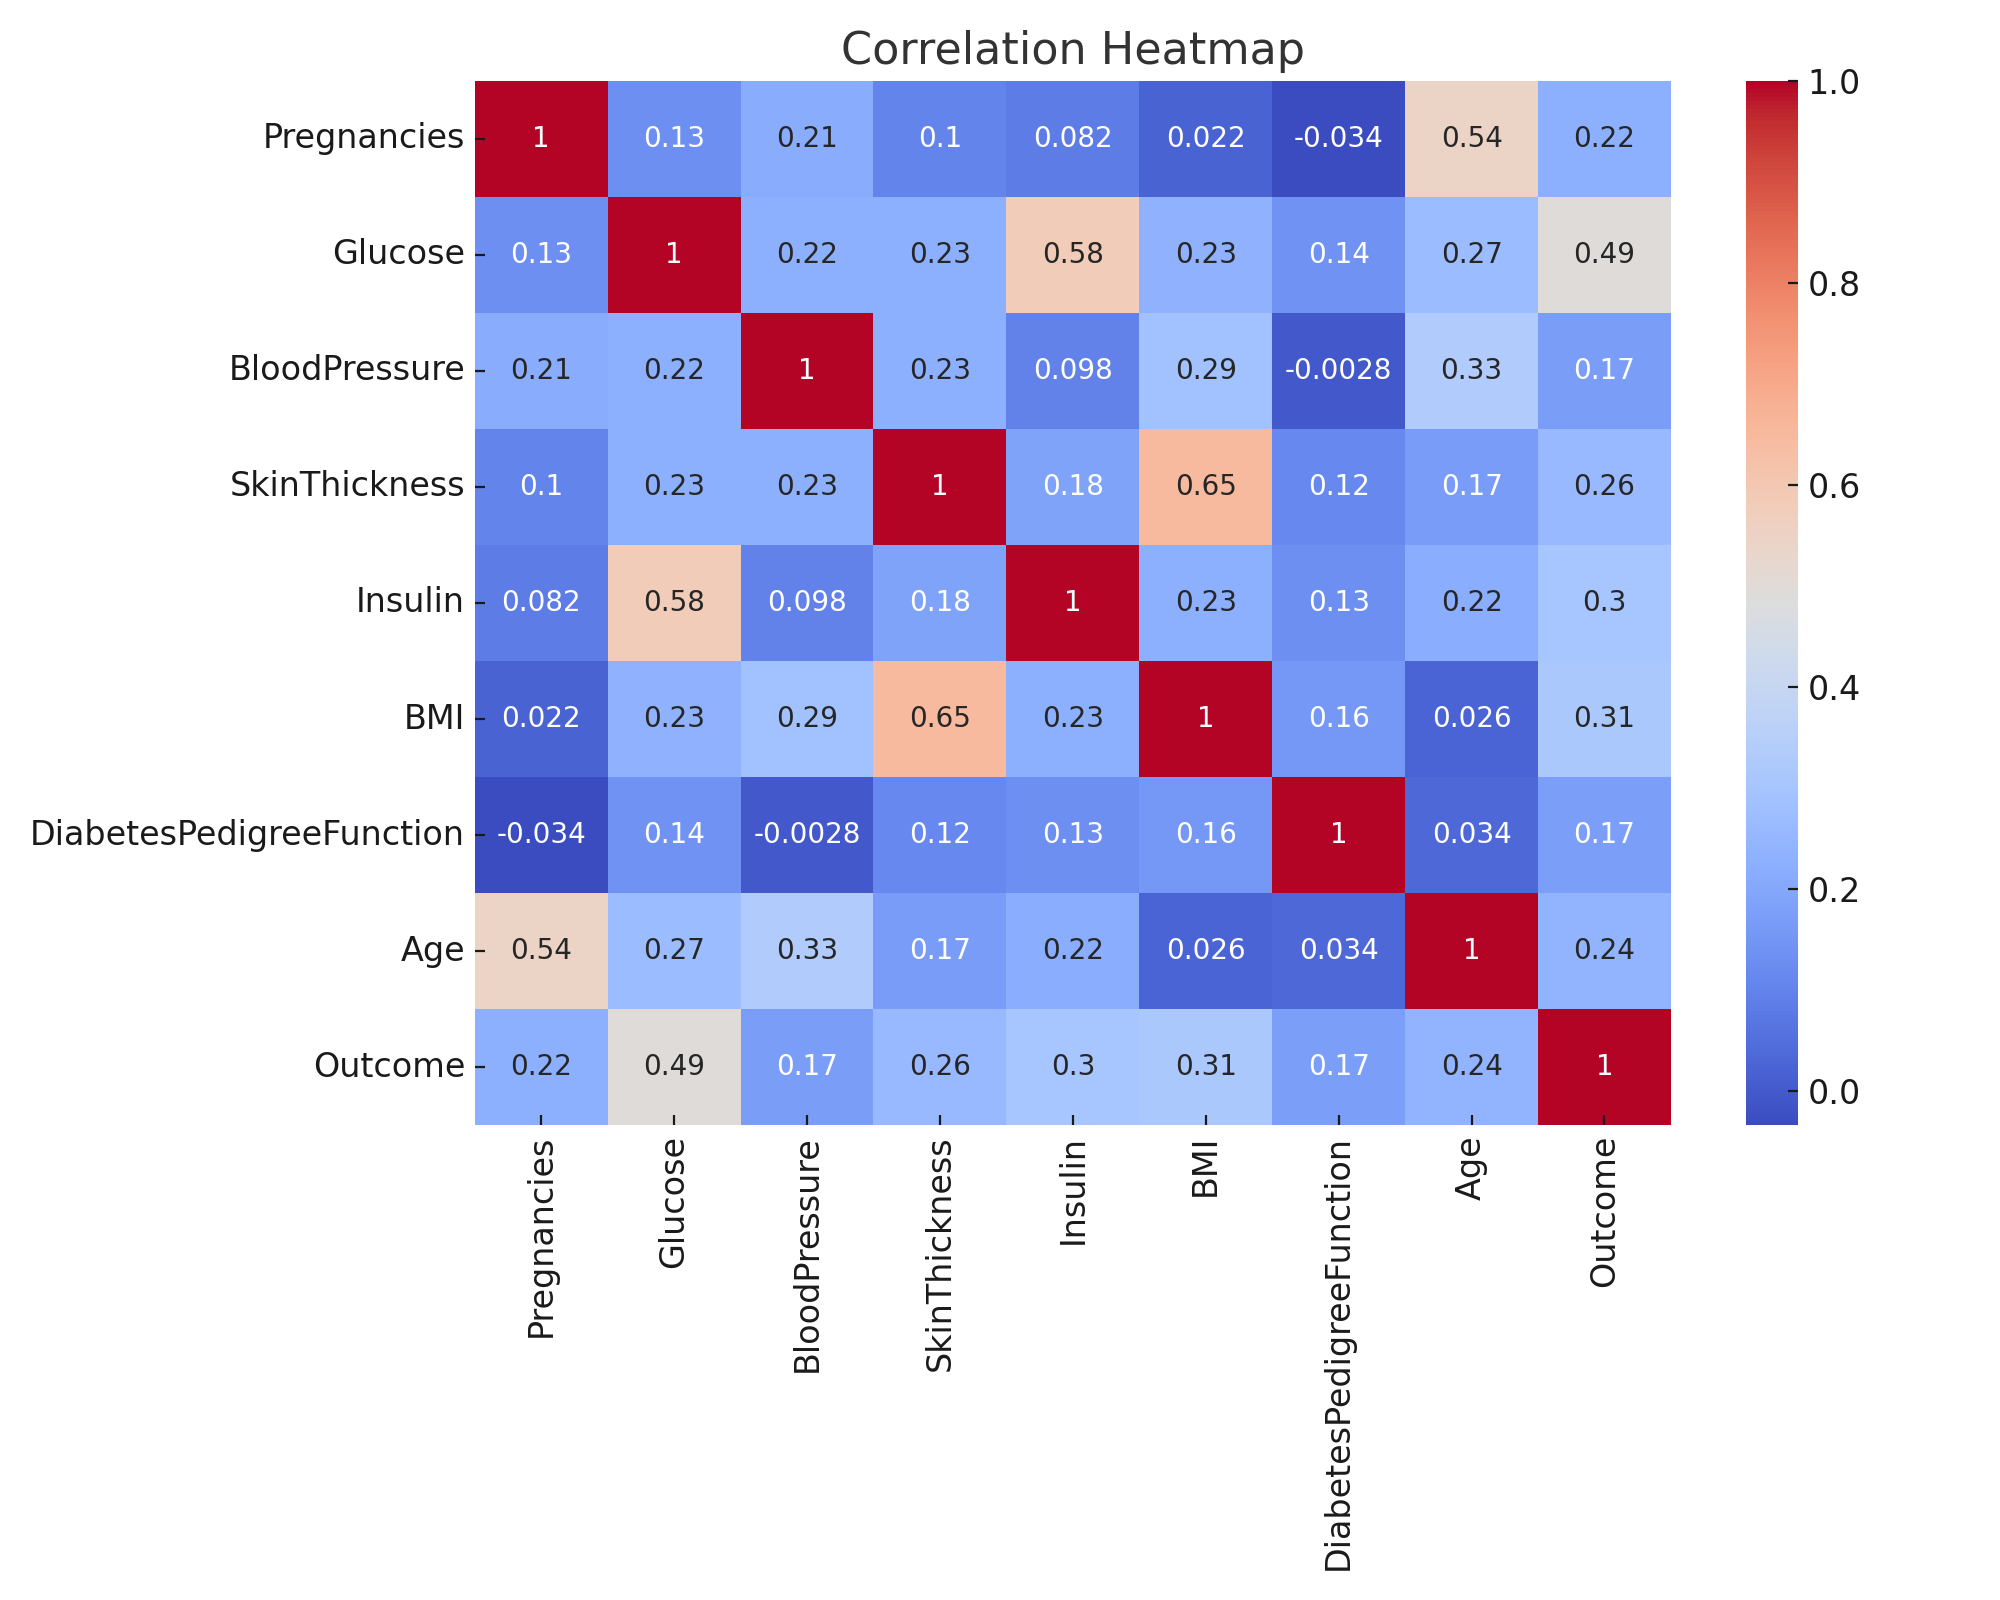 Correlation Heatmap
Pregnancies 1 0.13 0.21 0.1 0.082 0.022 -0.034 0.54 0.22
Glucose 0.13 1 0.22 0.23 0.58 0.23 0.14 0.27 0.49
BloodPressure 0.21 0.22 1 0.23 0.098 0.29 -0.0028 0.33 0.17
SkinThickness 0.1 0.23 0.23 1 0.18 0.65 0.12 0.17 0.26
Insulin 0.082 0.58 0.098 0.18 1 0.23 0.13 0.22 0.3
BMI 0.022 0.23 0.29 0.65 0.23 1 0.16 0.026 0.31
DiabetesPedigreeFunction -0.034 0.14 -0.0028 0.12 0.13 0.16 1 0.034 0.17
Age 0.54 0.27 0.33 0.17 0.22 0.026 0.034 1 0.24
Outcome 0.22 0.49 0.17 0.26 0.3 0.31 0.17 0.24 1
Pregnancies
Glucose
BloodPressure
SkinThickness
Insulin
BMI
DiabetesPedigreeFunction
Age
Outcome
1.0
0.8
0.6
0.4
0.2
0.0